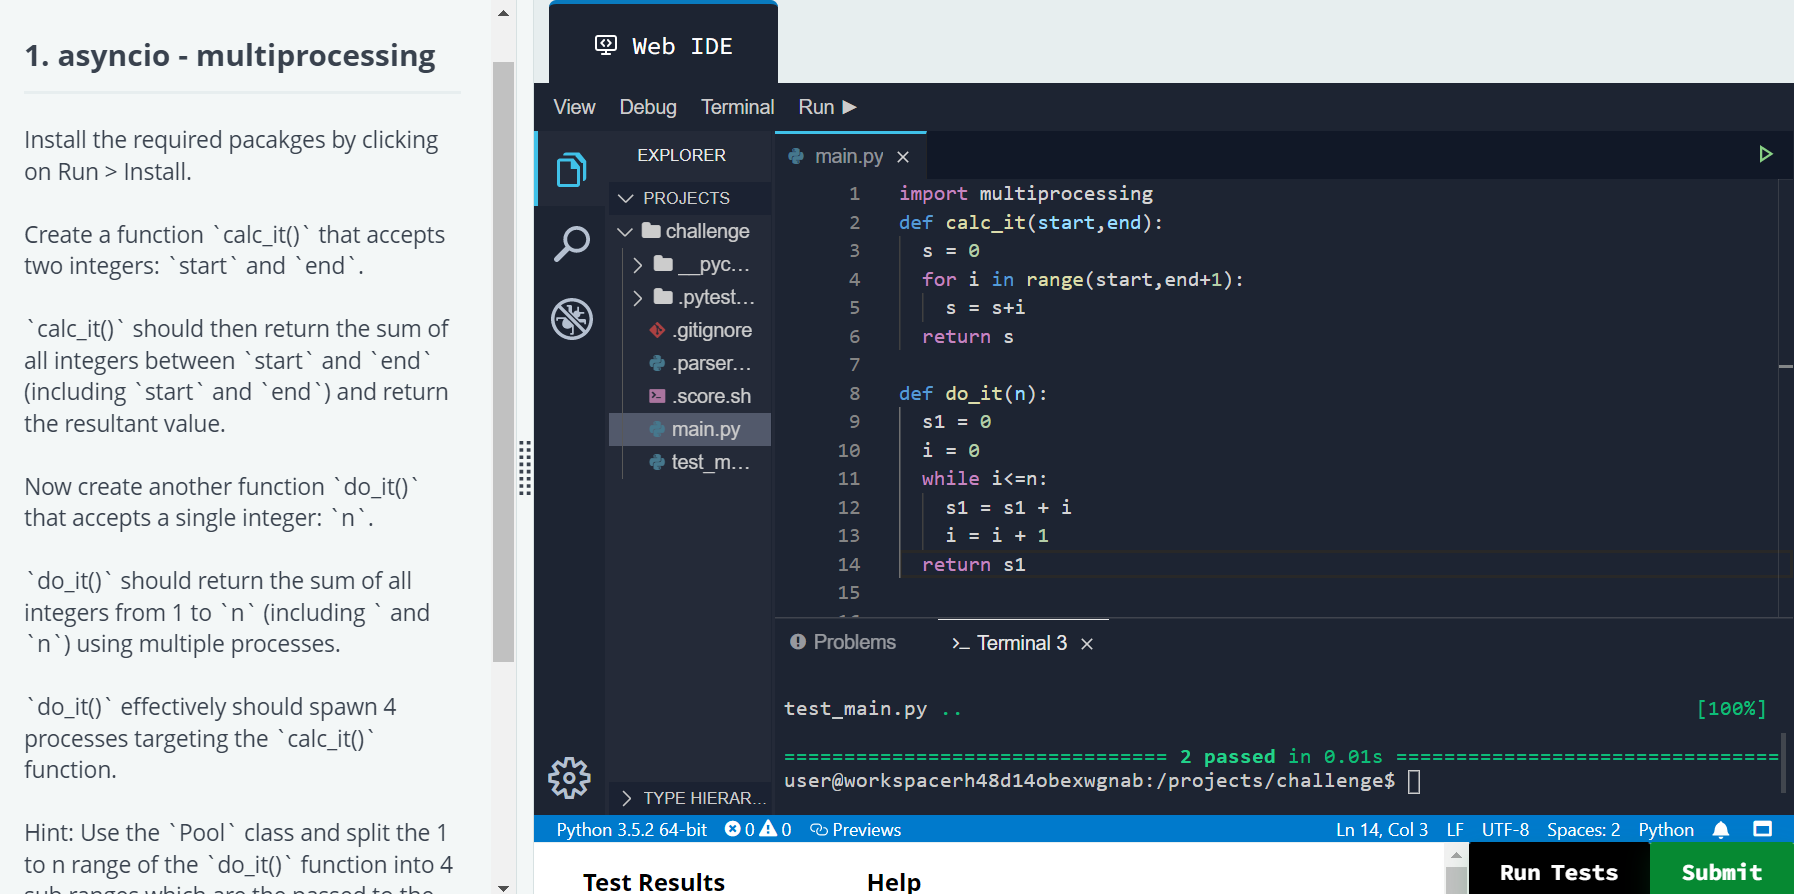 1. asyncio - multiprocessing
Install the required pacakges by clicking
on Run > Install.
Create a function `calc_it()` that accepts
two integers: `start` and `end`.
`calc_it()` should then return the sum of
all integers between `start` and `end`
(including `start` and `end`) and return
the resultant value.
Now create another function `do_it()`
that accepts a single integer: `n`.
`do_it()` should return the sum of all
integers from 1 to `n` (including ` and
`n`) using multiple processes.
`do_it()` effectively should spawn 4
processes targeting the `calc_it()`
function.
Hint: Use the `Pool` class and split the 1
to n range of the `do_it()` function into 4
sub ranges which are the passed to the
Web IDE
View Debug Terminal Run
EXPLORER
PROJECTS
challenge
__pyc...
.pytest...
.gitignore
.parser...
.score.sh
main.py
test_m...
TYPE HIERAR...
main.py
1 import multiprocessing
2 def calc_it(start,end):
3 s = 0
4 for i in range(start,end+1):
5 s = s+i
6 return s
7
8 def do_it(n):
9 s1 = 0
10 i = 0
11 while i<=n:
12 s1 = s1 + i
13 i = i + 1
14 return s1
15
Problems >_ Terminal 3
test_main.py .. [100%]
================================ 2 passed in 0.01s ================================
user@workspacerh48d14obexwgnab:/projects/challenge$
Python 3.5.2 64-bit 0 0 Previews Ln 14, Col 3 LF UTF-8 Spaces: 2 Python
Test Results Help Run Tests Submit